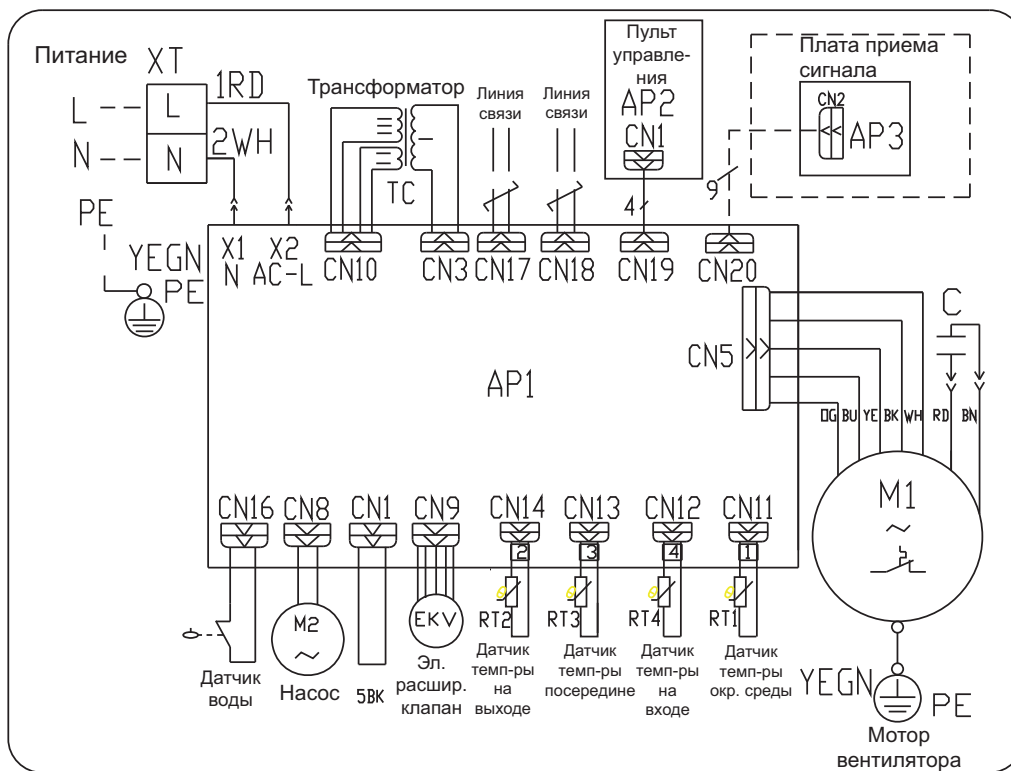 Питание
XT
L
L
1RD
N
N
2WH
PE
YEGN
PE
Трансформатор
TC
Линия
связи
Линия
связи
Пульт
управле-
ния
AP2
CN1
4
9
Плата приема
сигнала
CN2
AP3
X1
N
X2
AC-L
CN10
CN3
CN17
CN18
CN19
CN20
CN5
AP1
C
OG
BU
YE
BK
WH
RD
BN
M1
~
YEGN
PE
Мотор
вентилятора
CN16
CN8
CN1
CN9
CN14
CN13
CN12
CN11
2
3
4
1
M2
~
EKV
RT2
RT3
RT4
RT1
Датчик
воды
Насос
5BK
Эл.
расшир.
клапан
Датчик
темп-ры
на
выходе
Датчик
темп-ры
посередине
Датчик
темп-ры
на
входе
Датчик
темп-ры
окр. среды